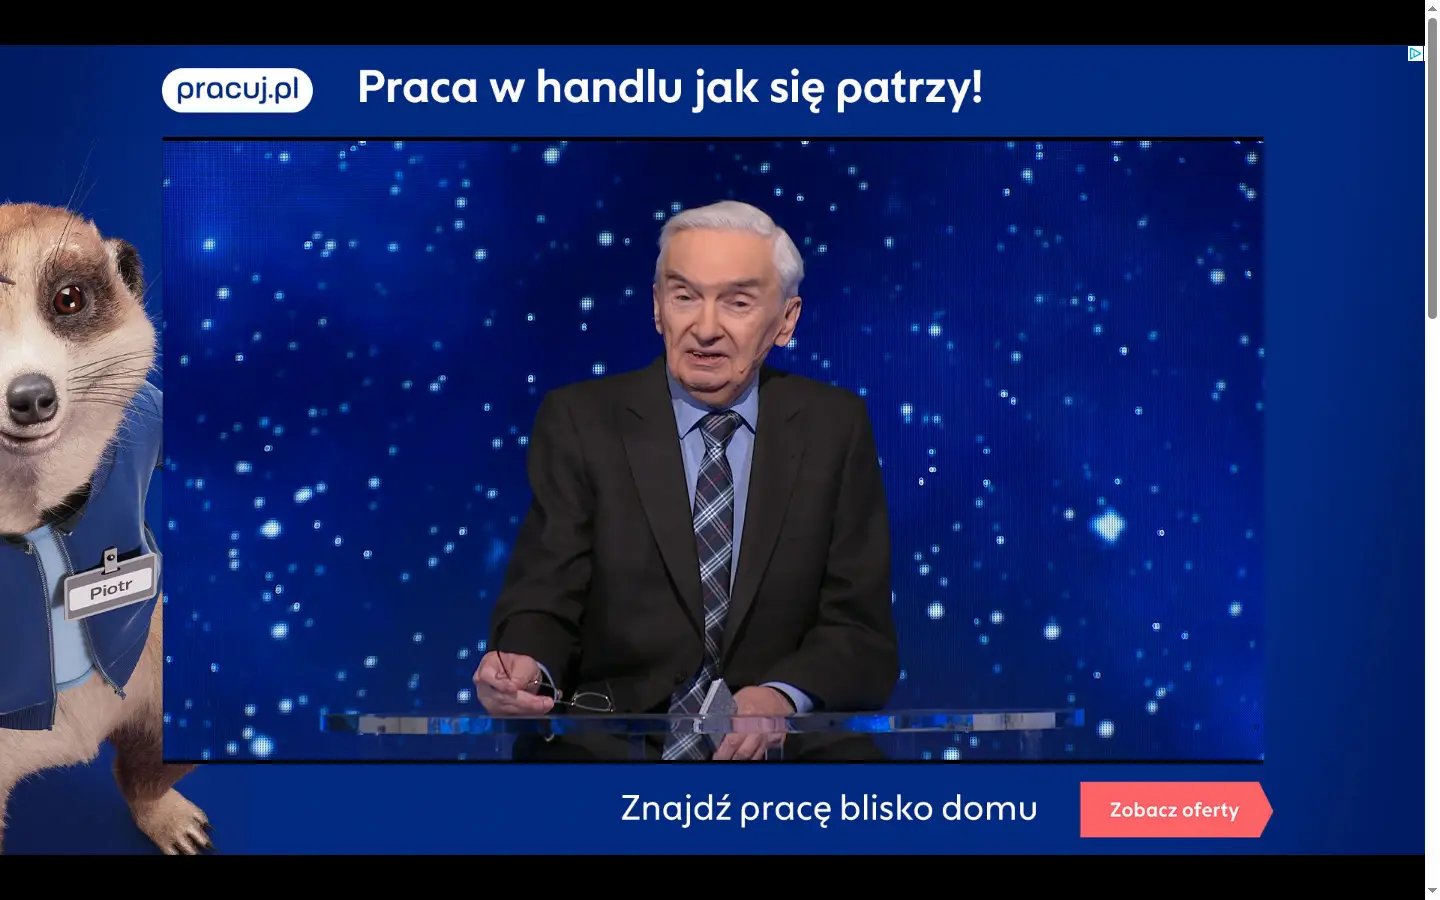 pracuj.pl
Praca w handlu jak się patrzy!
Piotr
Znajdź pracę blisko domu
Zobacz oferty